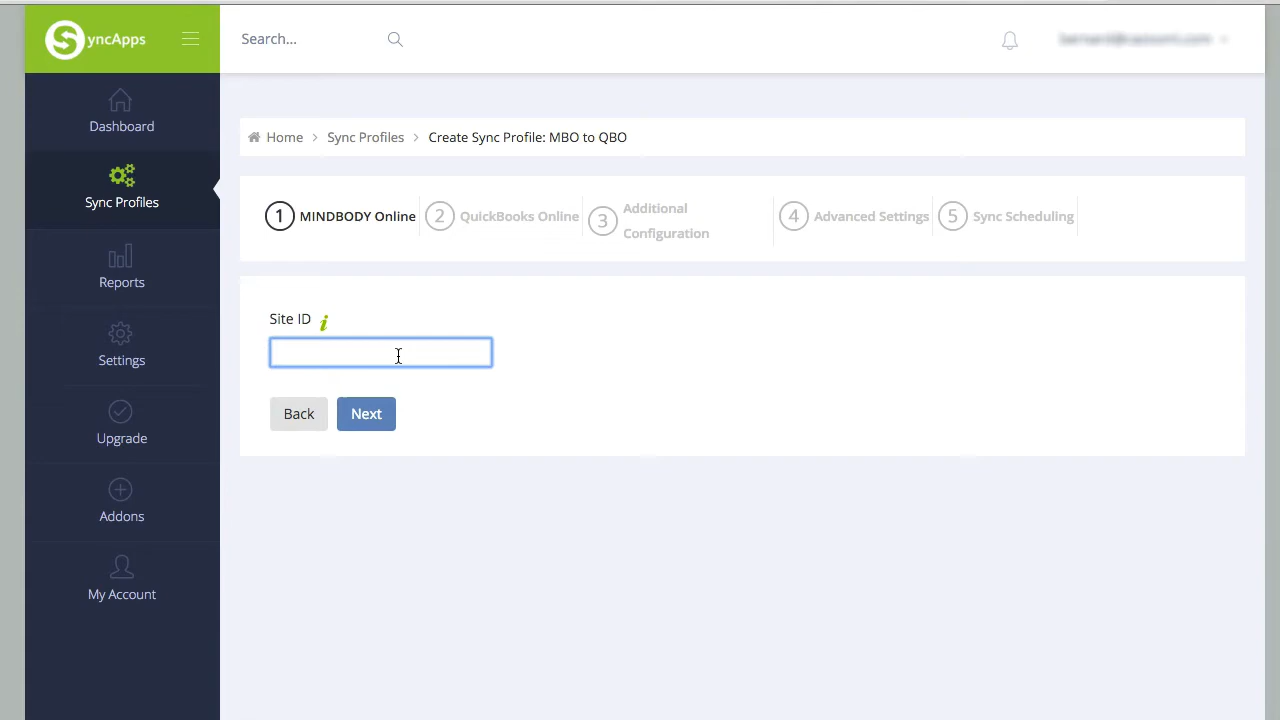 SyncApps
Search...
Dashboard
Sync Profiles
Reports
Settings
Upgrade
Addons
My Account
Home > Sync Profiles > Create Sync Profile: MBO to QBO
1 MINDBODY Online
2 QuickBooks Online
3 Additional
Configuration
4 Advanced Settings
5 Sync Scheduling
Site ID i
Back
Next